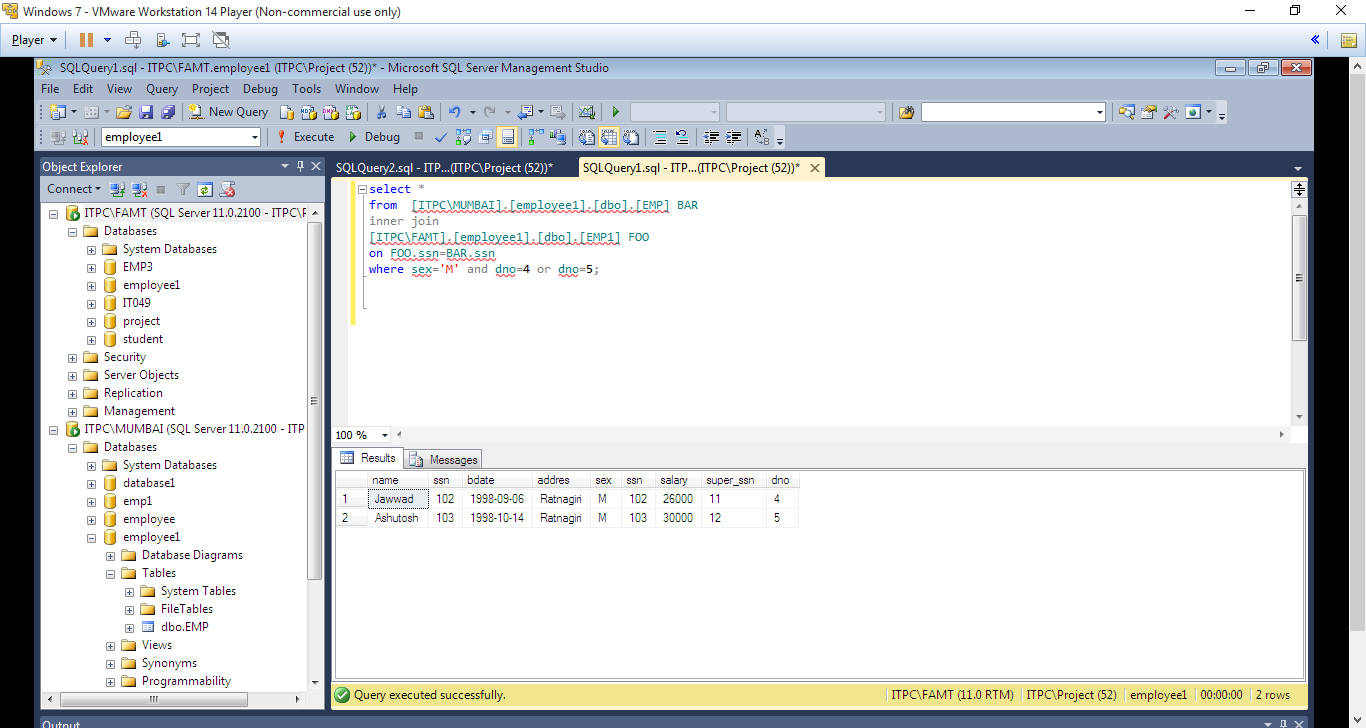 Windows 7 - VMware Workstation 14 Player (Non-commercial use only)
Player
SQLQuery1.sql - ITPC\FAMT.employee1 (ITPC\Project (52))* - Microsoft SQL Server Management Studio
File Edit View Query Project Debug Tools Window Help
New Query
employee1 Execute Debug
Object Explorer
Connect
ITPC\FAMT (SQL Server 11.0.2100 - ITPC\F
Databases
System Databases
EMP3
employee1
IT049
project
student
Security
Server Objects
Replication
Management
ITPC\MUMBAI (SQL Server 11.0.2100 - ITP
Databases
System Databases
database1
emp1
employee
employee1
Database Diagrams
Tables
System Tables
FileTables
dbo.EMP
Views
Synonyms
Programmability
SQLQuery2.sql - ITP...(ITPC\Project (52))* SQLQuery1.sql - ITP...(ITPC\Project (52))*
select *
from [ITPC\MUMBAI].[employee1].[dbo].[EMP] BAR
inner join
[ITPC\FAMT].[employee1].[dbo].[EMP1] FOO
on FOO.ssn=BAR.ssn
where sex='M' and dno=4 or dno=5;
100 %
Results Messages
name ssn bdate addres sex ssn salary super_ssn dno
1 Jawwad 102 1998-09-06 Ratnagiri M 102 26000 11 4
2 Ashutosh 103 1998-10-14 Ratnagiri M 103 30000 12 5
Query executed successfully. ITPC\FAMT (11.0 RTM) ITPC\Project (52) employee1 00:00:00 2 rows
Output